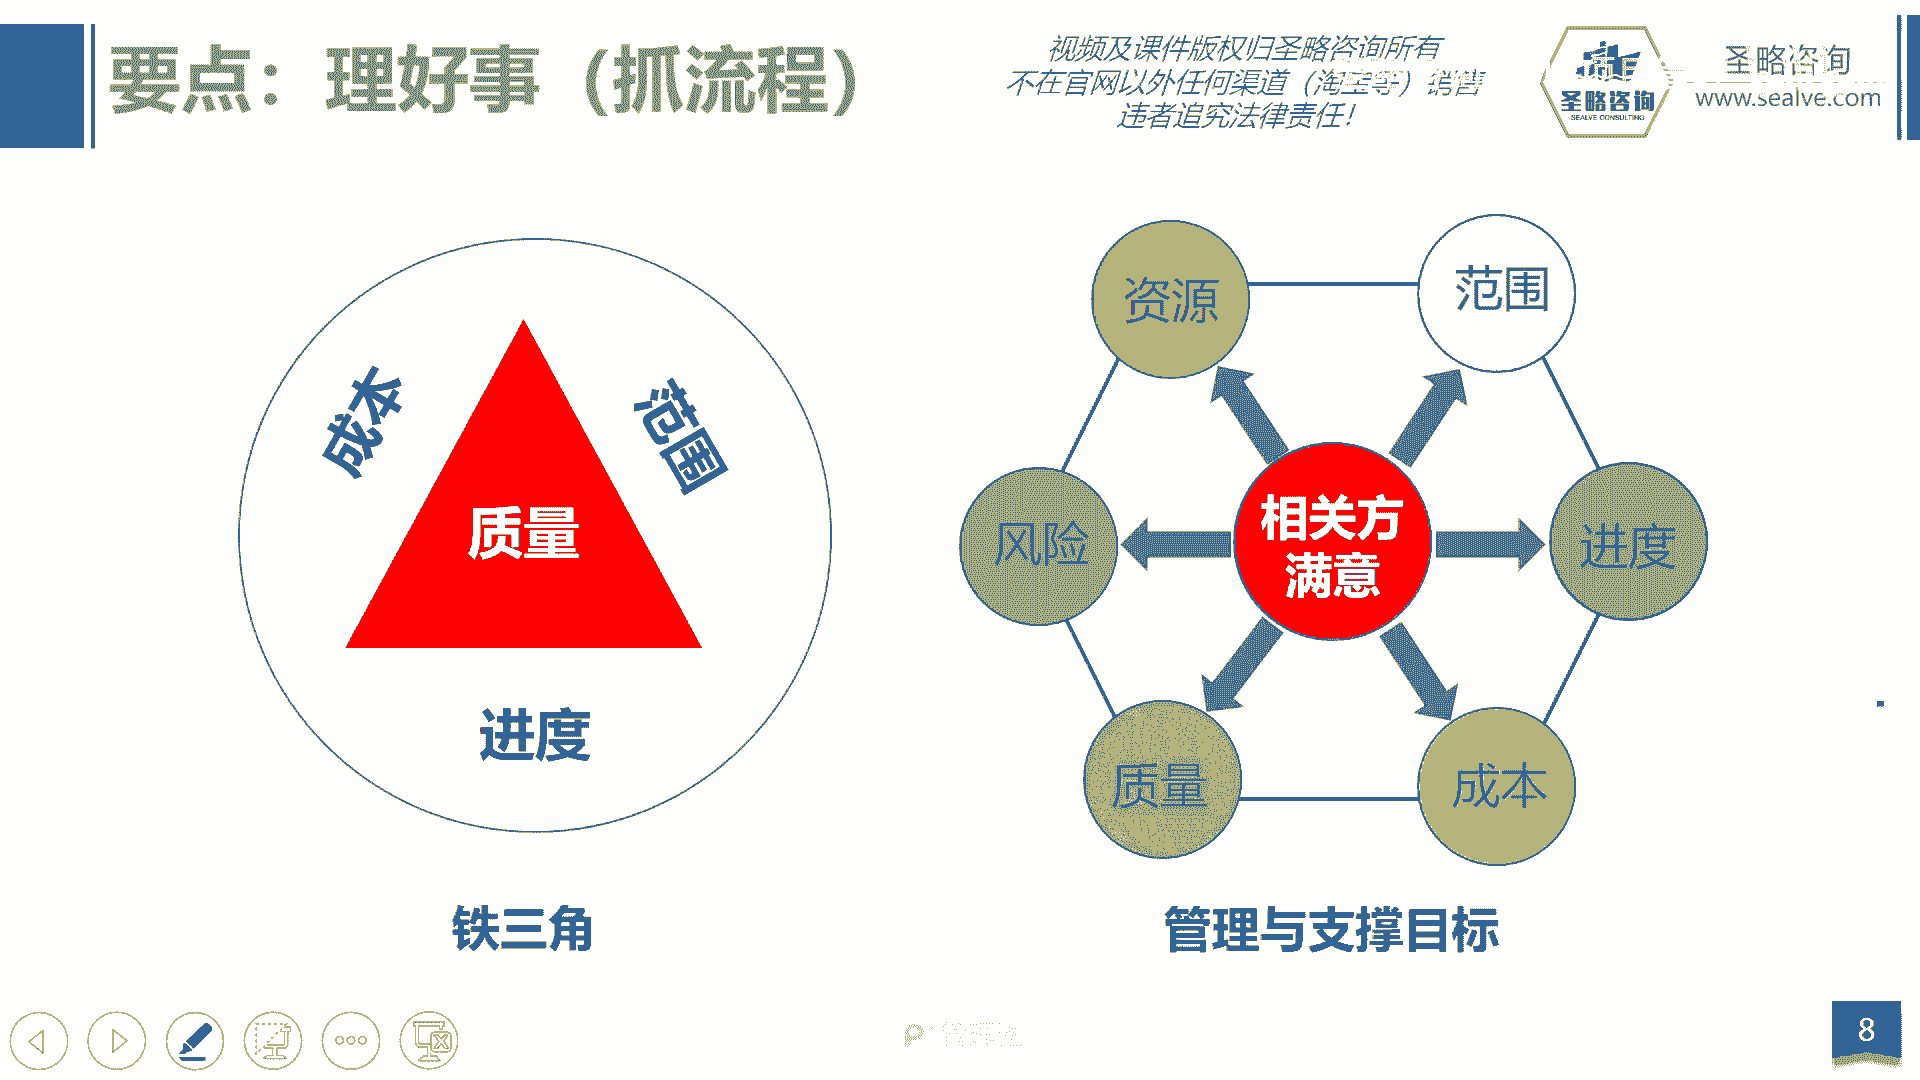 要点：理好事（抓流程）
视频及课件版权归圣略咨询所有
不在官网以外任何渠道（淘宝等）销售
违者追究法律责任！
圣略咨询
SEALVE CONSULTING
圣略咨询
www.sealve.com
成本
范围
质量
进度
铁三角
资源
范围
风险
相关方
满意
进度
质量
成本
管理与支撑目标
8